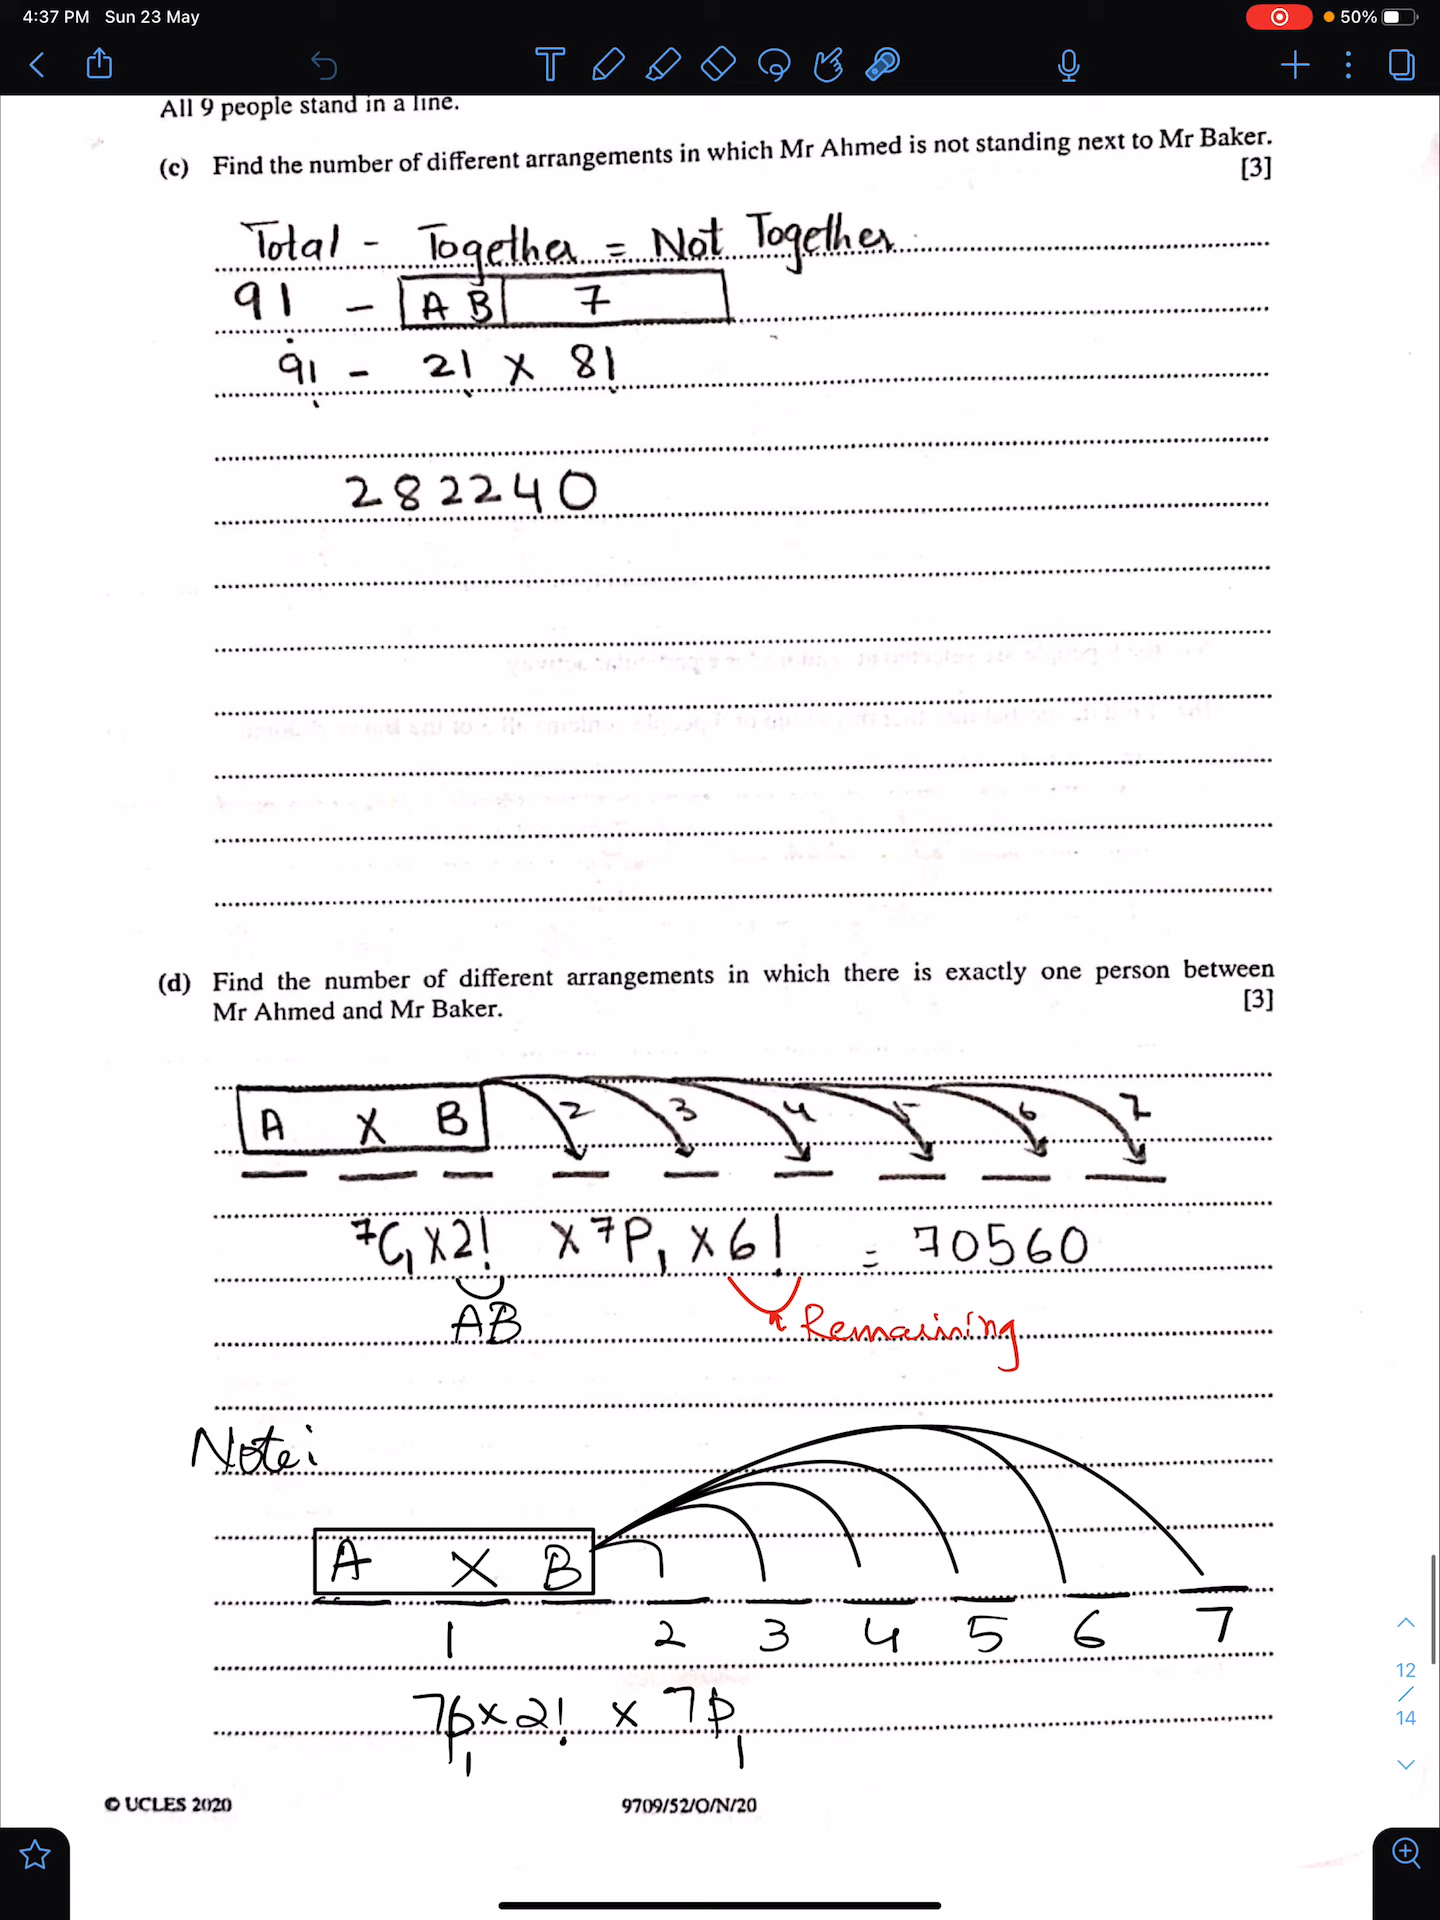 4:37 PM Sun 23 May
50%
All 9 people stand in a line.
(c) Find the number of different arrangements in which Mr Ahmed is not standing next to Mr Baker.
[3]
Total - Together = Not Together
9! - A B 7
9! - 2! X 8!
282240
(d) Find the number of different arrangements in which there is exactly one person between
Mr Ahmed and Mr Baker. [3]
A X B 2 3 4 5 6 7
⁷C₁ X 2! X ⁷P₁ X 6! = 70560
AB
Remaining
Note:
A X B
1 2 3 4 5 6 7
7P₁ x 2! x 7P₁
12
/
14
© UCLES 2020
9709/52/O/N/20